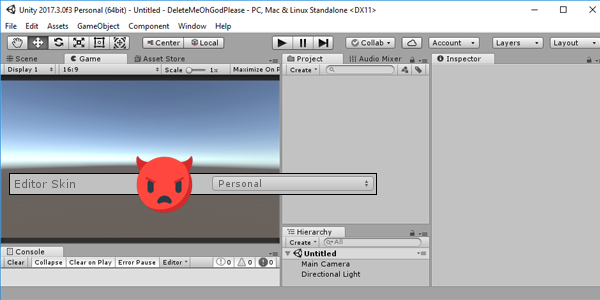 Unity 2017.3.0f3 Personal (64bit) - Untitled - DeleteMeOhGodPlease - PC, Mac & Linux Standalone <DX11>
File Edit Assets GameObject Component Window Help
Center Local Collab Account Layers Layout
Scene Game Asset Store Project Audio Mixer Inspector
Display 1 16:9 Scale 1x Maximize On P Create
Editor Skin Personal
Hierarchy
Create All
Untitled
Main Camera
Directional Light
Console
Clear Collapse Clear on Play Error Pause Editor 0 0 0